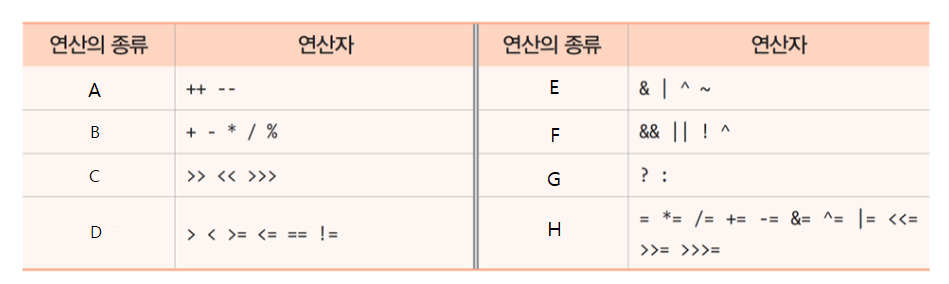 연산의 종류 연산자 연산의 종류 연산자
A ++ -- E & | ^ ~
B + - * / % F && || ! ^
C >> << >>> G ? :
D > < >= <= == != H = *= /= += -= &= ^= |= <<=
>>= >>>=